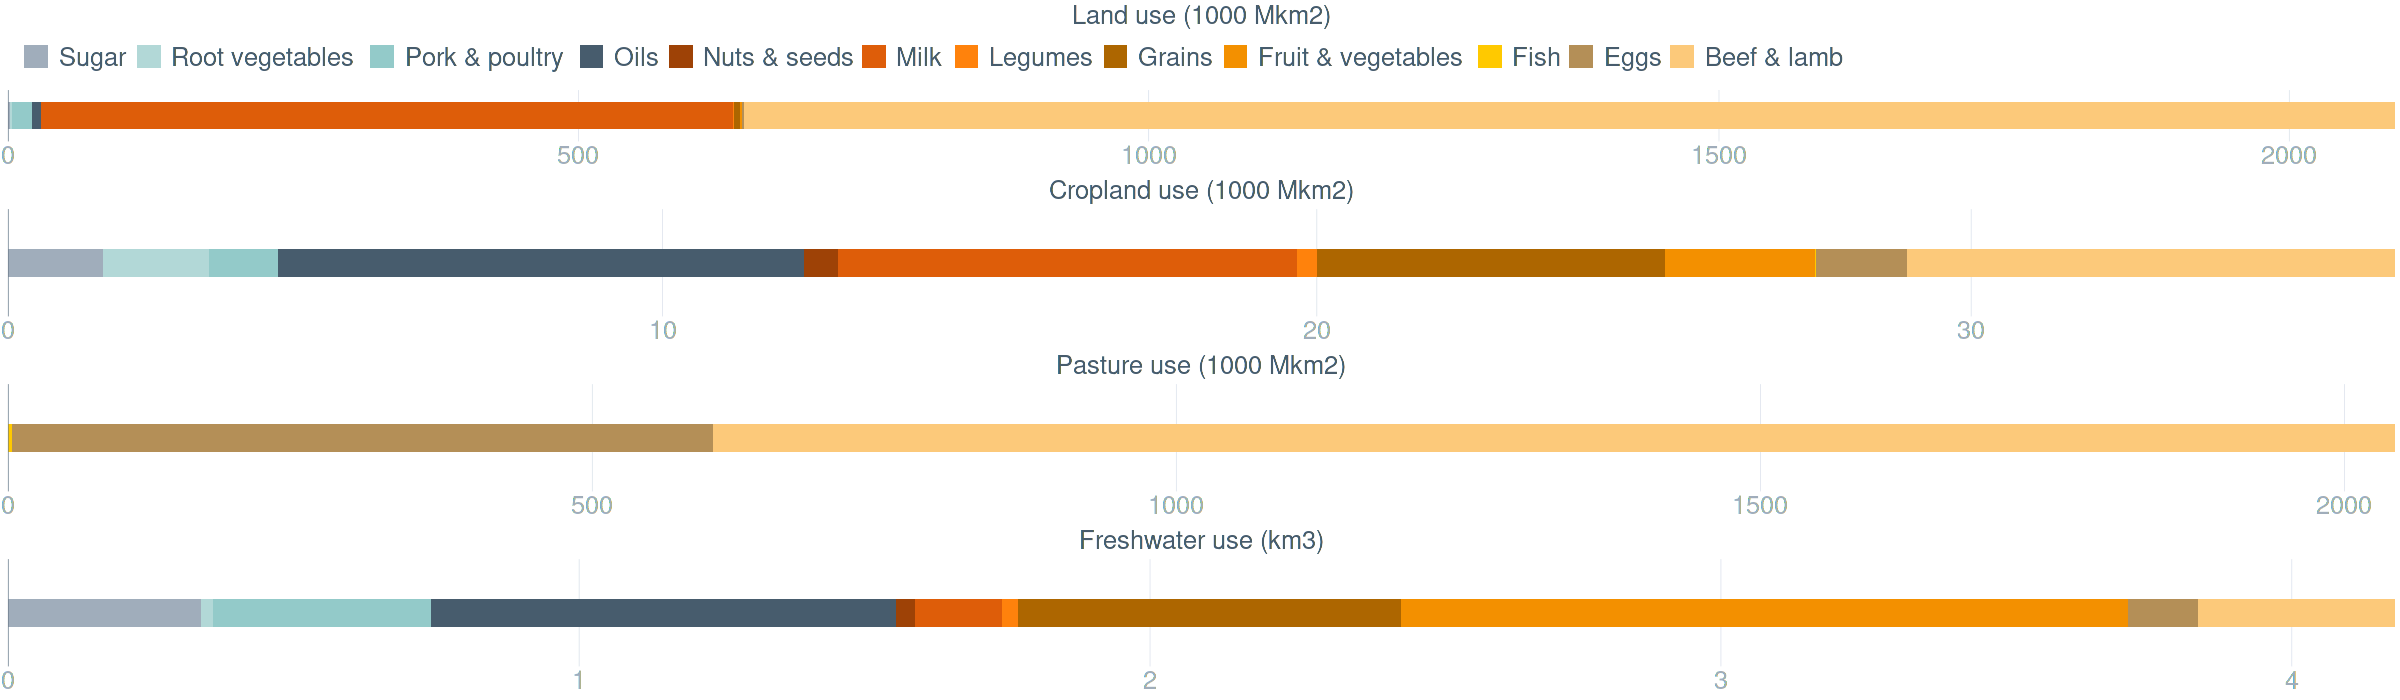 Land use (1000 Mkm2)
Sugar Root vegetables Pork & poultry Oils Nuts & seeds Milk Legumes Grains Fruit & vegetables Fish Eggs Beef & lamb
0 500 1000 1500 2000
Cropland use (1000 Mkm2)
0 10 20 30
Pasture use (1000 Mkm2)
0 500 1000 1500 2000
Freshwater use (km3)
0 1 2 3 4